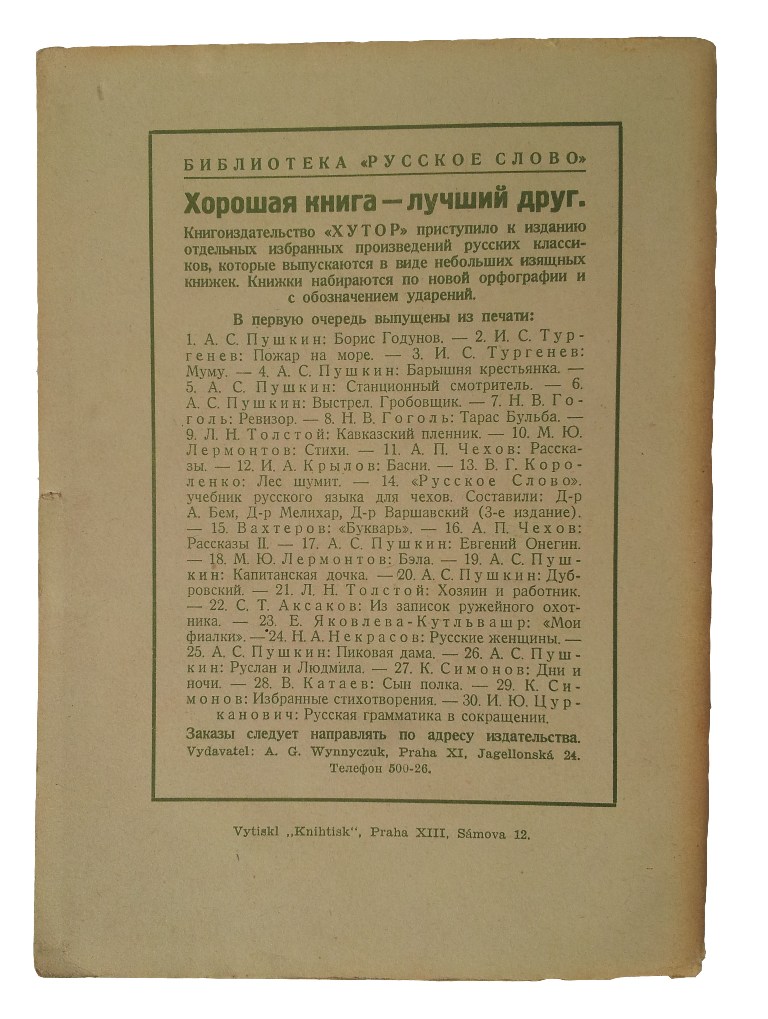 БИБЛИОТЕКА «РУССКОЕ СЛОВО»
Хорошая книга — лучший друг.
Книгоиздательство «ХУТОР» приступило к изданию
отдельных избранных произведений русских класси-
ков, которые выпускаются в виде небольших изящных
книжек. Книжки набираются по новой орфографии и
с обозначением ударений.
В первую очередь выпущены из печати:
1. А. С. Пушкин: Борис Годунов. — 2. И. С. Тур-
генев: Пожар на море. — 3. И. С. Тургенев:
Муму. — 4. А. С. Пушкин: Барышня крестьянка. —
5. А. С. Пушкин: Станционный смотритель. — 6.
А. С. Пушкин: Выстрел. Гробовщик. — 7. Н. В. Го-
голь: Ревизор. — 8. Н. В. Гоголь: Тарас Бульба. —
9. Л. Н. Толстой: Кавказский пленник. — 10. М. Ю.
Лермонтов: Стихи. — 11. А. П. Чехов: Расска-
зы. — 12. И. А. Крылов: Басни. — 13. В. Г. Коро-
ленко: Лес шумит. — 14. «Русское Слово».
учебник русского языка для чехов. Составили: Д-р
А. Бем, Д-р Мелихар, Д-р Варшавский (3-е издание).
— 15. Вахтеров: «Букварь». — 16. А. П. Чехов:
Рассказы II. — 17. А. С. Пушкин: Евгений Онегин.
— 18. М. Ю. Лермонтов: Бэла. — 19. А. С. Пуш-
кин: Капитанская дочка. — 20. А. С. Пушкин: Дуб-
ровский. — 21. Л. Н. Толстой: Хозяин и работник.
— 22. С. Т. Аксаков: Из записок ружейного охот-
ника. — 23. Е. Яковлева-Кутльвашр: «Мои
фиалки». — 24. Н. А. Некрасов: Русские женщины. —
25. А. С. Пушкин: Пиковая дама. — 26. А. С. Пуш-
кин: Руслан и Людмила. — 27. К. Симонов: Дни и
ночи. — 28. В. Катаев: Сын полка. — 29. К. Си-
монов: Избранные стихотворения. — 30. И. Ю. Цур-
канович: Русская грамматика в сокращении.
Заказы следует направлять по адресу издательства.
Vydavatel: A. G. Wynnyczuk, Praha XI, Jagellonská 24.
Телефон 500-26.
Vytiskl „Knihtisk“, Praha XIII, Sámova 12.